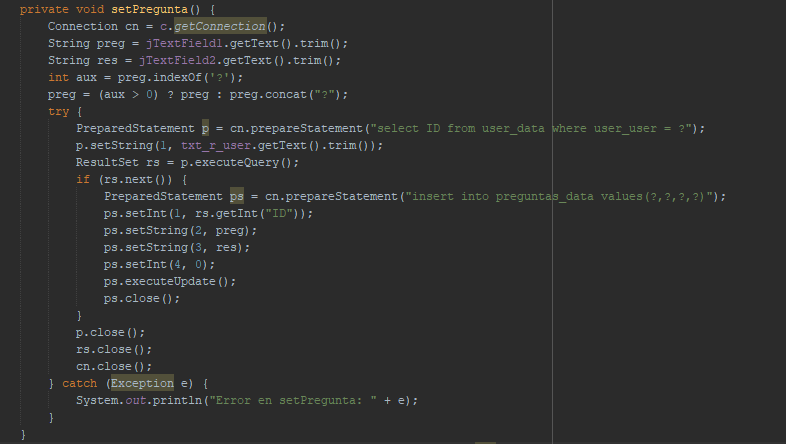 private void setPregunta() {
Connection cn = c.getConnection();
String preg = jTextField1.getText().trim();
String res = jTextField2.getText().trim();
int aux = preg.indexOf('?');
preg = (aux > 0) ? preg : preg.concat("?");
try {
PreparedStatement p = cn.prepareStatement("select ID from user_data where user_user = ?");
p.setString(1, txt_r_user.getText().trim());
ResultSet rs = p.executeQuery();
if (rs.next()) {
PreparedStatement ps = cn.prepareStatement("insert into preguntas_data values(?,?,?,?)");
ps.setInt(1, rs.getInt("ID"));
ps.setString(2, preg);
ps.setString(3, res);
ps.setInt(4, 0);
ps.executeUpdate();
ps.close();
}
p.close();
rs.close();
cn.close();
} catch (Exception e) {
System.out.println("Error en setPregunta: " + e);
}
}